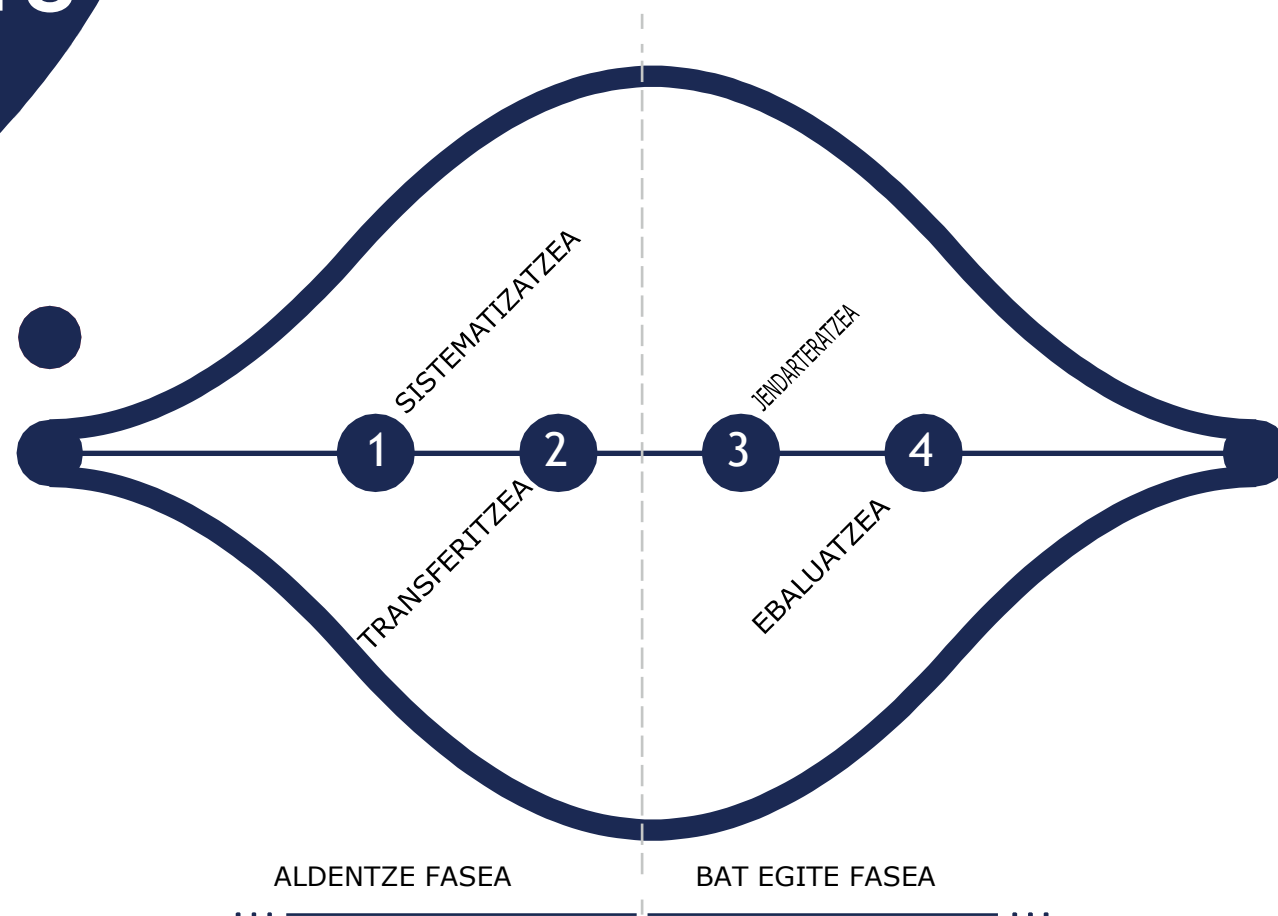 SISTEMATIZATZEA
JENDARTERATZEA
1
2
3
4
TRANSFERITZEA
EBALUATZEA
ALDENTZE FASEA
BAT EGITE FASEA